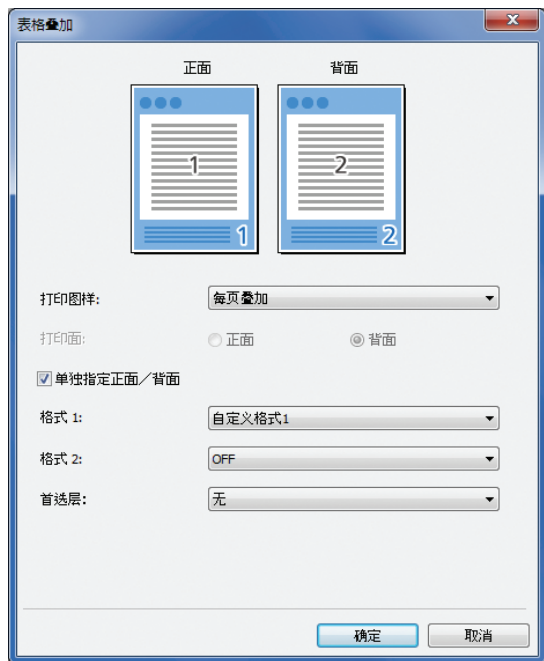 表格叠加
正面 背面
1 2
1 2
打印图样: 每页叠加
打印面: 正面 背面
单独指定正面／背面
格式 1: 自定义格式1
格式 2: OFF
首选层: 无
确定 取消